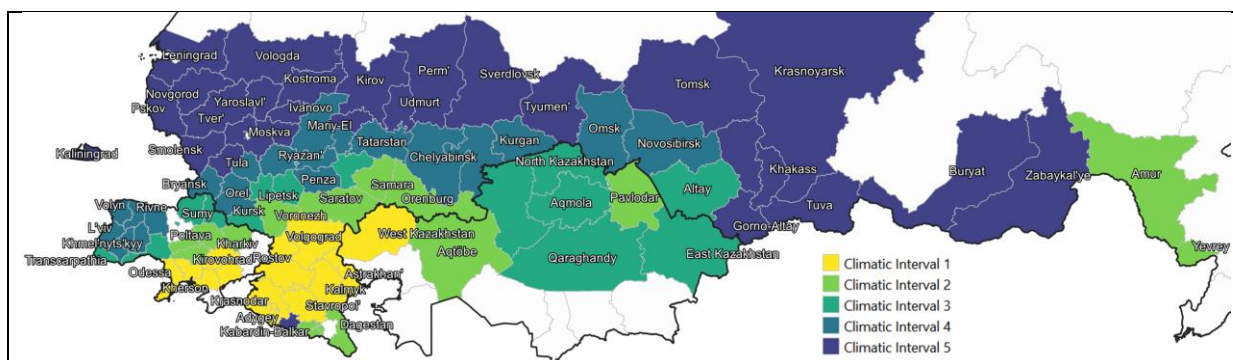 Leningrad
Vologda
Kostroma
Kirov
Perm'
Sverdlovsk
Tomsk
Krasnoyarsk
Novgorod
Pskov
Yaroslavl'
Ivanovo
Udmurt
Tyumen'
Tver'
Moskva
Mariy-El
Tatarstan
Kurgan
Omsk
Novosibirsk
Kaliningrad
Smolensk
Tula
Ryazan'
Chelyabinsk
North Kazakhstan
Khakass
Buryat
Zabaykal'ye
Amur
Bryansk
Orel
Lipetsk
Penza
Samara
Saratov
Orenburg
Aqmola
Pavlodar
Altay
Tuva
Volyn
Rivne
Sumy
Kursk
Voronezh
Gorno-Altay
L'viv
Poltava
Kharkiv
Volgograd
West Kazakhstan
Aqtöbe
Qaraghandy
East Kazakhstan
Yevrey
Khmel'nyts'kyy
Transcarpathia
Kirovohrad
Rostov
Odessa
Kherson
Astrakhan'
Kalmyk
Krasnodar
Stavropol'
Adygey
Dagestan
Kabardin-Balkar
Climatic Interval 1
Climatic Interval 2
Climatic Interval 3
Climatic Interval 4
Climatic Interval 5